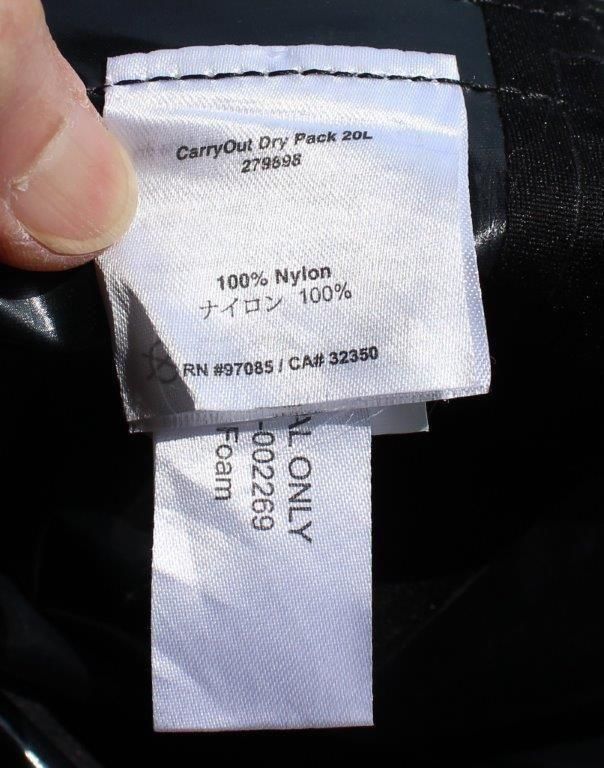 CarryOut Dry Pack 20L
279898
100% Nylon
ナイロン 100%
RN #97085 / CA# 32350
AL ONLY
-002269
Foam